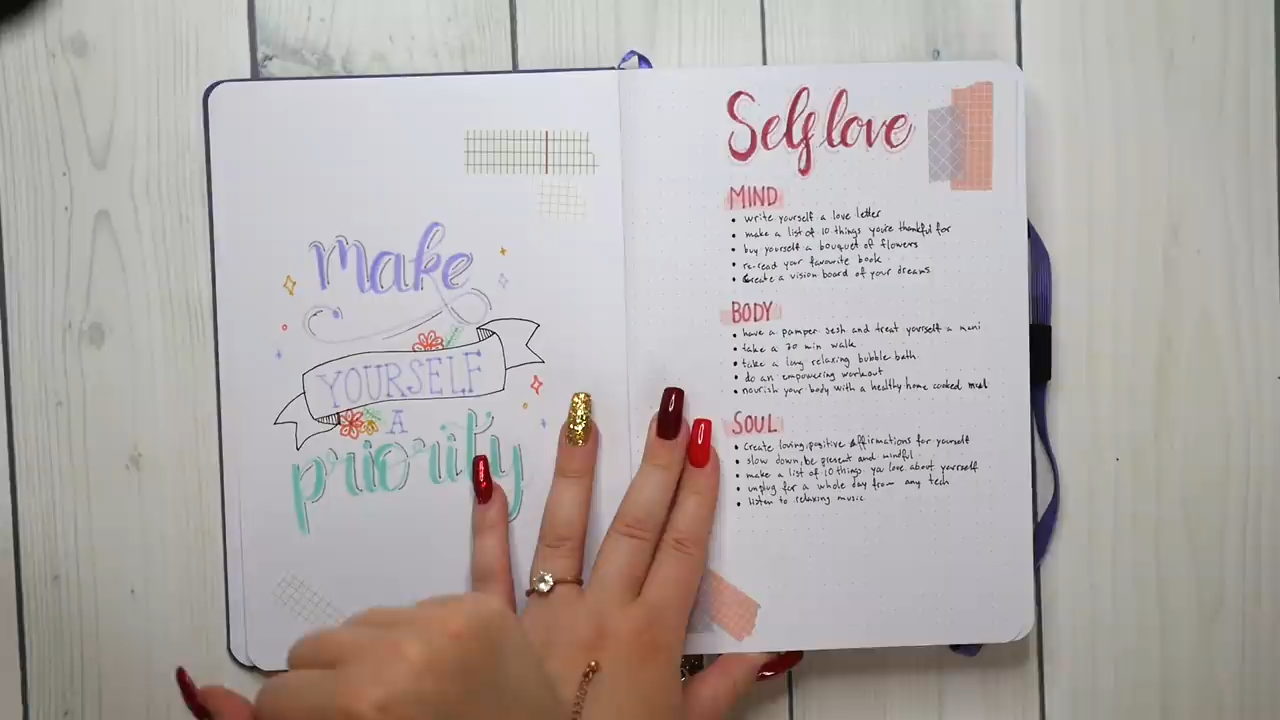 Make
YOURSELF
A
priority
Self love
MIND
• write yourself a love letter
• make a list of 10 things you're thankful for
• buy yourself a bouquet of flowers
• re-read your favourite book
• create a vision board of your dreams
BODY
• have a pamper sesh and treat yourself a mani
• take a 20 min walk
• take a long relaxing bubble bath
• do an empowering workout
• nourish your body with a healthy home cooked meal
SOUL
• create loving, positive affirmations for yourself
• slow down, be present and mindful
• make a list of 10 things you love about yourself
• unplug for a whole day from any tech
• listen to relaxing music